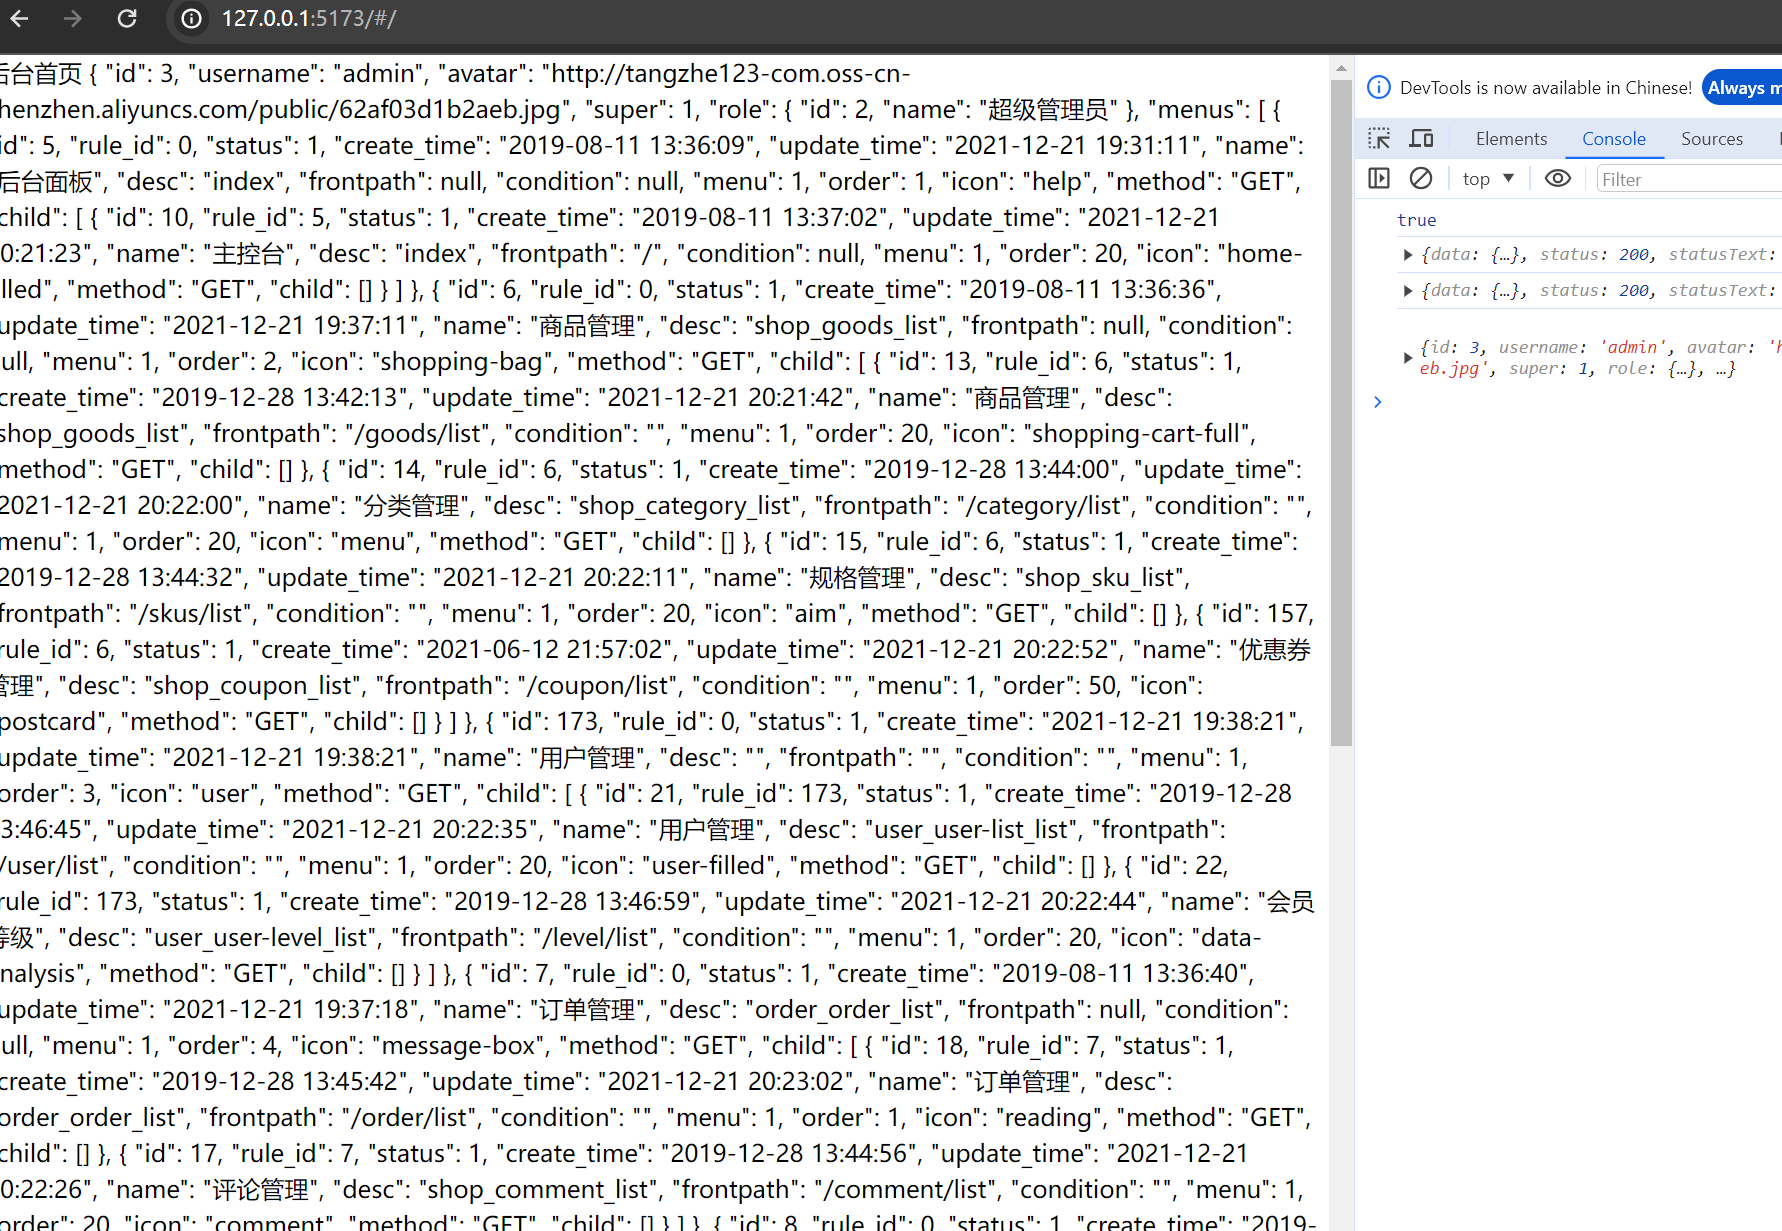 127.0.0.1:5173/#/
后台首页 { "id": 3, "username": "admin", "avatar": "http://tangzhe123-com.oss-cn-
henzhen.aliyuncs.com/public/62af03d1b2aeb.jpg", "super": 1, "role": { "id": 2, "name": "超级管理员" }, "menus": [ {
id": 5, "rule_id": 0, "status": 1, "create_time": "2019-08-11 13:36:09", "update_time": "2021-12-21 19:31:11", "name":
后台面板", "desc": "index", "frontpath": null, "condition": null, "menu": 1, "order": 1, "icon": "help", "method": "GET",
child": [ { "id": 10, "rule_id": 5, "status": 1, "create_time": "2019-08-11 13:37:02", "update_time": "2021-12-21
0:21:23", "name": "主控台", "desc": "index", "frontpath": "/", "condition": null, "menu": 1, "order": 20, "icon": "home-
lled", "method": "GET", "child": [] } ] }, { "id": 6, "rule_id": 0, "status": 1, "create_time": "2019-08-11 13:36:36",
update_time": "2021-12-21 19:37:11", "name": "商品管理", "desc": "shop_goods_list", "frontpath": null, "condition":
ull, "menu": 1, "order": 2, "icon": "shopping-bag", "method": "GET", "child": [ { "id": 13, "rule_id": 6, "status": 1,
create_time": "2019-12-28 13:42:13", "update_time": "2021-12-21 20:21:42", "name": "商品管理", "desc":
shop_goods_list", "frontpath": "/goods/list", "condition": "", "menu": 1, "order": 20, "icon": "shopping-cart-full",
method": "GET", "child": [] }, { "id": 14, "rule_id": 6, "status": 1, "create_time": "2019-12-28 13:44:00", "update_time":
2021-12-21 20:22:00", "name": "分类管理", "desc": "shop_category_list", "frontpath": "/category/list", "condition": "",
menu": 1, "order": 20, "icon": "menu", "method": "GET", "child": [] }, { "id": 15, "rule_id": 6, "status": 1, "create_time":
2019-12-28 13:44:32", "update_time": "2021-12-21 20:22:11", "name": "规格管理", "desc": "shop_sku_list",
frontpath": "/skus/list", "condition": "", "menu": 1, "order": 20, "icon": "aim", "method": "GET", "child": [] }, { "id": 157,
rule_id": 6, "status": 1, "create_time": "2021-06-12 21:57:02", "update_time": "2021-12-21 20:22:52", "name": "优惠券
管理", "desc": "shop_coupon_list", "frontpath": "/coupon/list", "condition": "", "menu": 1, "order": 50, "icon":
postcard", "method": "GET", "child": [] } ] }, { "id": 173, "rule_id": 0, "status": 1, "create_time": "2021-12-21 19:38:21",
update_time": "2021-12-21 19:38:21", "name": "用户管理", "desc": "", "frontpath": "", "condition": "", "menu": 1,
order": 3, "icon": "user", "method": "GET", "child": [ { "id": 21, "rule_id": 173, "status": 1, "create_time": "2019-12-28
3:46:45", "update_time": "2021-12-21 20:22:35", "name": "用户管理", "desc": "user_user-list_list", "frontpath":
/user/list", "condition": "", "menu": 1, "order": 20, "icon": "user-filled", "method": "GET", "child": [] }, { "id": 22,
rule_id": 173, "status": 1, "create_time": "2019-12-28 13:46:59", "update_time": "2021-12-21 20:22:44", "name": "会员
等级", "desc": "user_user-level_list", "frontpath": "/level/list", "condition": "", "menu": 1, "order": 20, "icon": "data-
nalysis", "method": "GET", "child": [] } ] }, { "id": 7, "rule_id": 0, "status": 1, "create_time": "2019-08-11 13:36:40",
update_time": "2021-12-21 19:37:18", "name": "订单管理", "desc": "order_order_list", "frontpath": null, "condition":
ull, "menu": 1, "order": 4, "icon": "message-box", "method": "GET", "child": [ { "id": 18, "rule_id": 7, "status": 1,
create_time": "2019-12-28 13:45:42", "update_time": "2021-12-21 20:23:02", "name": "订单管理", "desc":
order_order_list", "frontpath": "/order/list", "condition": "", "menu": 1, "order": 1, "icon": "reading", "method": "GET",
child": [] }, { "id": 17, "rule_id": 7, "status": 1, "create_time": "2019-12-28 13:44:56", "update_time": "2021-12-21
0:22:26", "name": "评论管理", "desc": "shop_comment_list", "frontpath": "/comment/list", "condition": "", "menu": 1,
order": 20, "icon": "comment", "method": "GET", "child": [] } ] }, { "id": 8, "rule_id": 0, "status": 1, "create_time": "2019-
DevTools is now available in Chinese! Always m
Elements Console Sources
top Filter
true
{data: {…}, status: 200, statusText:
{data: {…}, status: 200, statusText:
{id: 3, username: 'admin', avatar: 'h
eb.jpg', super: 1, role: {…}, …}